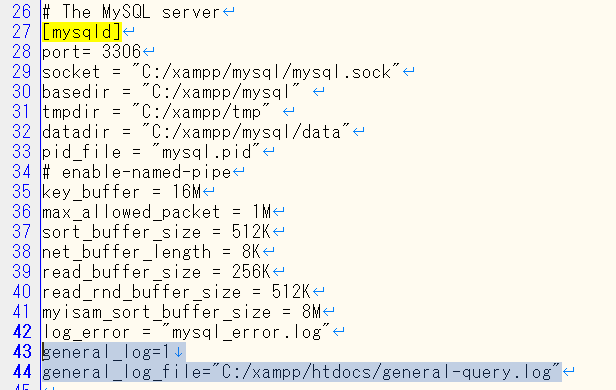 26 # The MySQL server↵
27 [mysqld]↵
28 port= 3306↵
29 socket = "C:/xampp/mysql/mysql.sock"↵
30 basedir = "C:/xampp/mysql" ↵
31 tmpdir = "C:/xampp/tmp" ↵
32 datadir = "C:/xampp/mysql/data"↵
33 pid_file = "mysql.pid"↵
34 # enable-named-pipe↵
35 key_buffer = 16M↵
36 max_allowed_packet = 1M↵
37 sort_buffer_size = 512K↵
38 net_buffer_length = 8K↵
39 read_buffer_size = 256K↵
40 read_rnd_buffer_size = 512K↵
41 myisam_sort_buffer_size = 8M↵
42 log_error = "mysql_error.log"↵
43 general_log=1↓
44 general_log_file="C:/xampp/htdocs/general-query.log"↵